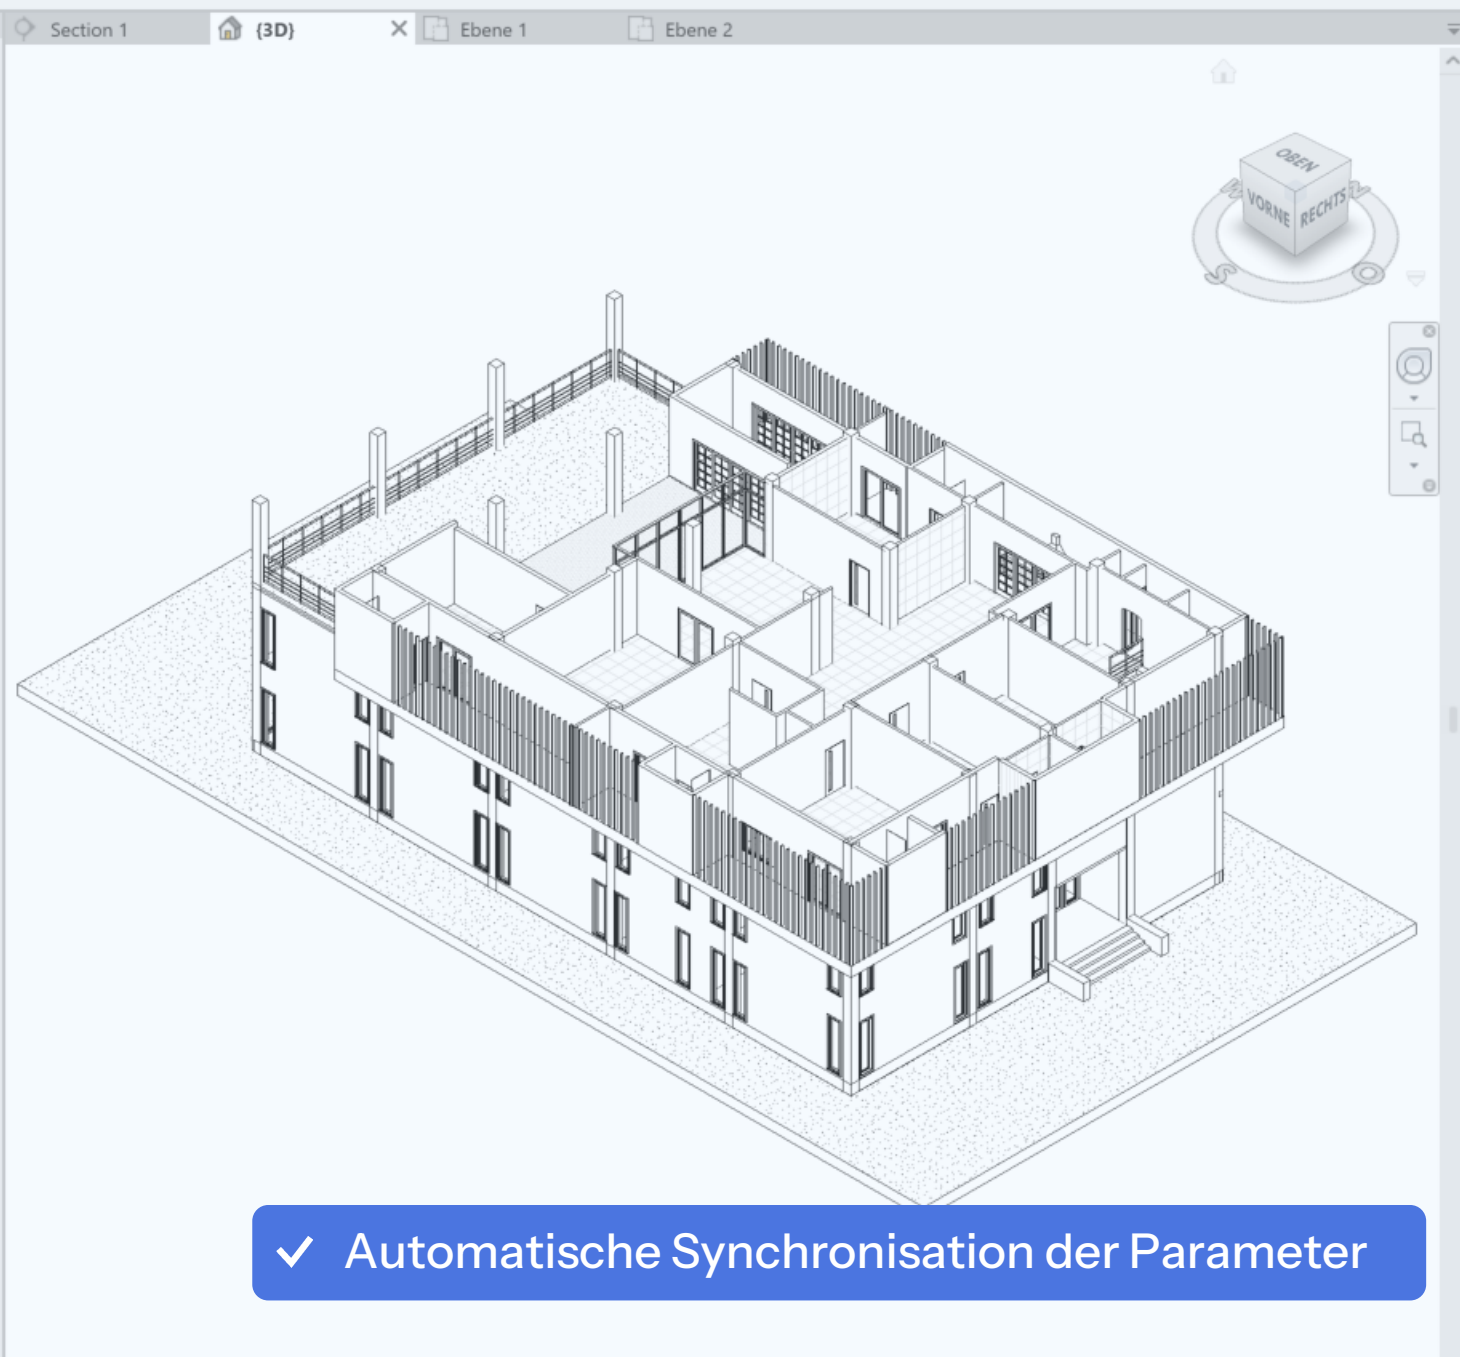 Section 1
{3D}
Ebene 1
Ebene 2
OBEN
W
N
VORNE
RECHTS
S
O
Automatische Synchronisation der Parameter